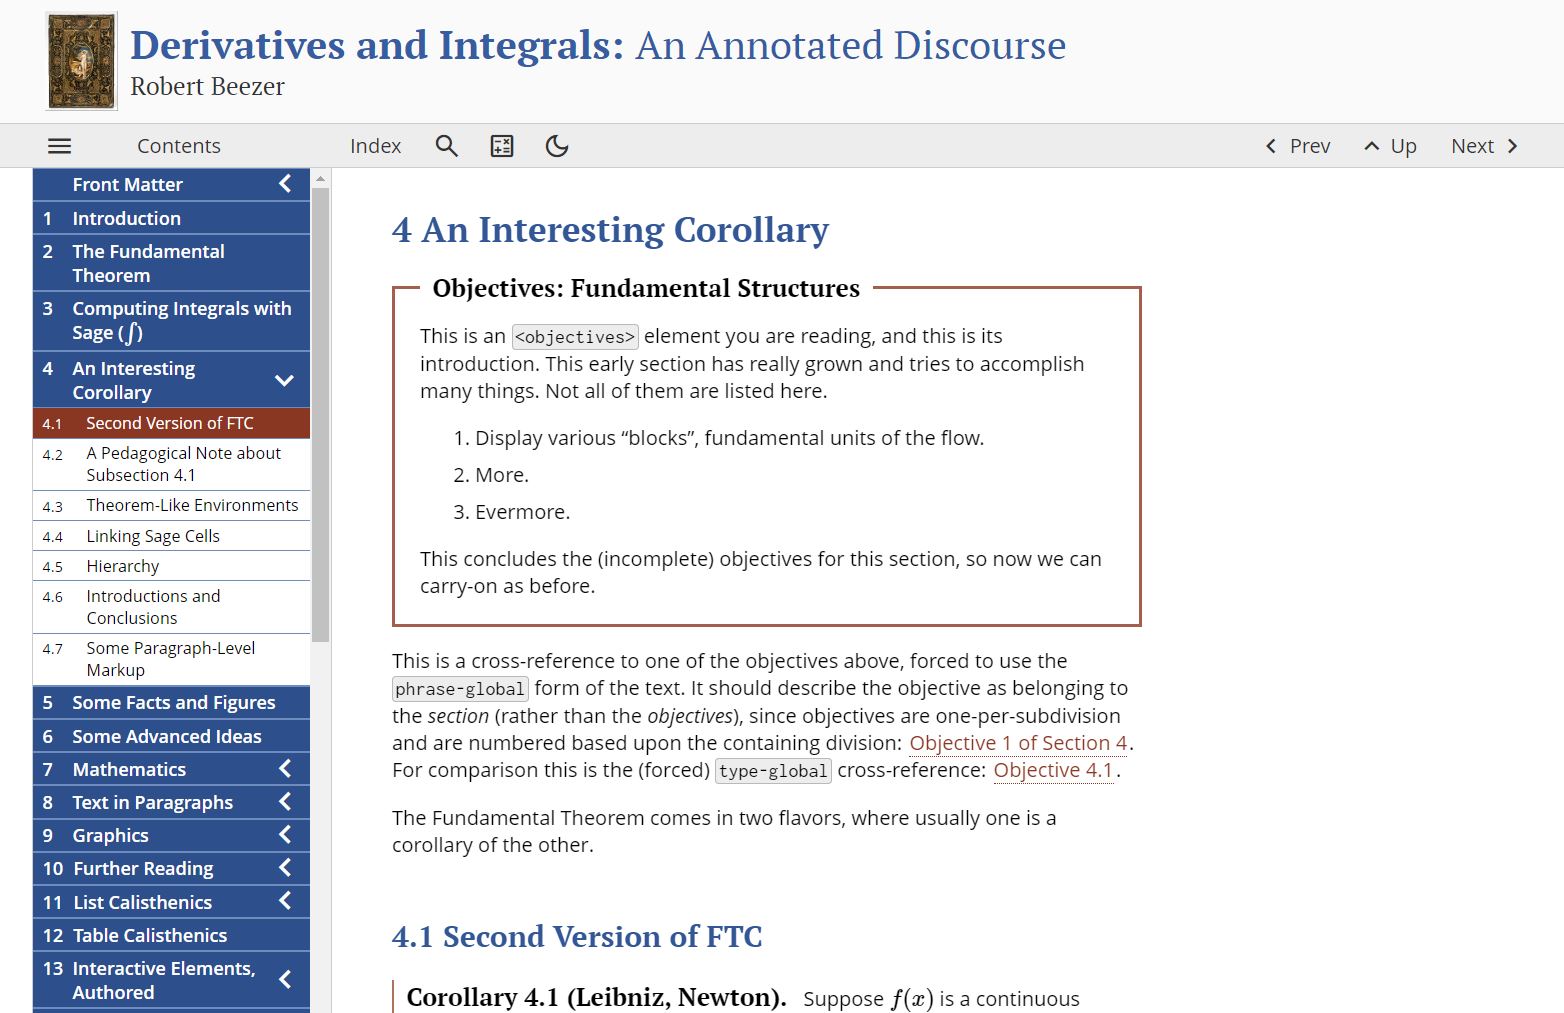 Derivatives and Integrals: An Annotated Discourse
Robert Beezer
Contents
Index
Prev
Up
Next
Front Matter
1 Introduction
2 The Fundamental
Theorem
3 Computing Integrals with
Sage (∫)
4 An Interesting
Corollary
4.1 Second Version of FTC
4.2 A Pedagogical Note about
Subsection 4.1
4.3 Theorem-Like Environments
4.4 Linking Sage Cells
4.5 Hierarchy
4.6 Introductions and
Conclusions
4.7 Some Paragraph-Level
Markup
5 Some Facts and Figures
6 Some Advanced Ideas
7 Mathematics
8 Text in Paragraphs
9 Graphics
10 Further Reading
11 List Calisthenics
12 Table Calisthenics
13 Interactive Elements,
Authored
4 An Interesting Corollary
Objectives: Fundamental Structures
This is an <objectives> element you are reading, and this is its
introduction. This early section has really grown and tries to accomplish
many things. Not all of them are listed here.
1. Display various “blocks”, fundamental units of the flow.
2. More.
3. Evermore.
This concludes the (incomplete) objectives for this section, so now we can
carry-on as before.
This is a cross-reference to one of the objectives above, forced to use the
phrase-global form of the text. It should describe the objective as belonging to
the section (rather than the objectives), since objectives are one-per-subdivision
and are numbered based upon the containing division: Objective 1 of Section 4.
For comparison this is the (forced) type-global cross-reference: Objective 4.1.
The Fundamental Theorem comes in two flavors, where usually one is a
corollary of the other.
4.1 Second Version of FTC
Corollary 4.1 (Leibniz, Newton). Suppose f(x) is a continuous